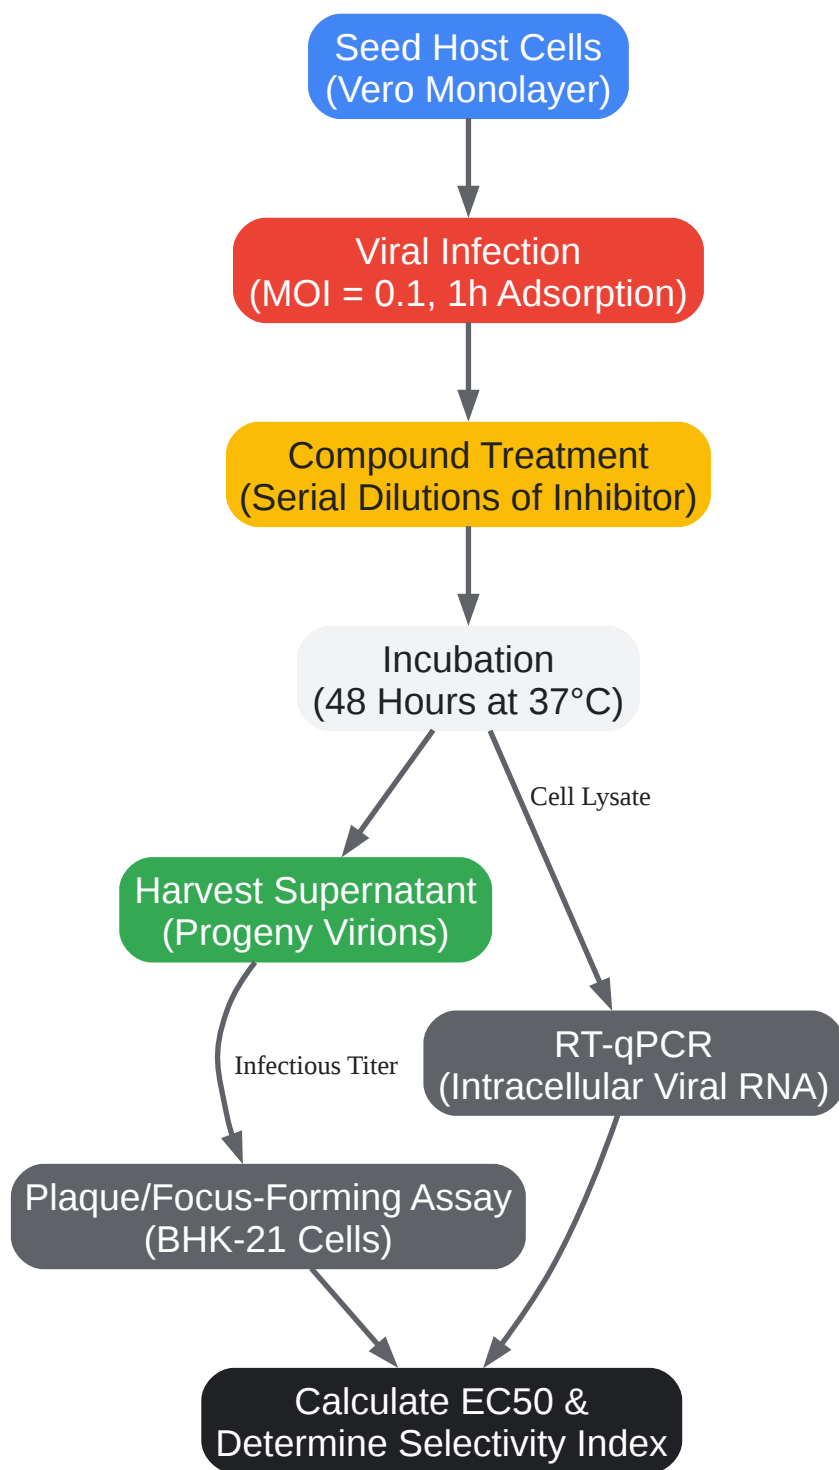 Seed Host Cells
(Vero Monolayer)
Viral Infection
(MOI = 0.1, 1h Adsorption)
Compound Treatment
(Serial Dilutions of Inhibitor)
Incubation
(48 Hours at 37°C)
Cell Lysate
Harvest Supernatant
(Progeny Virions)
Infectious Titer
RT-qPCR
(Intracellular Viral RNA)
Plaque/Focus-Forming Assay
(BHK-21 Cells)
Calculate EC50 &
Determine Selectivity Index